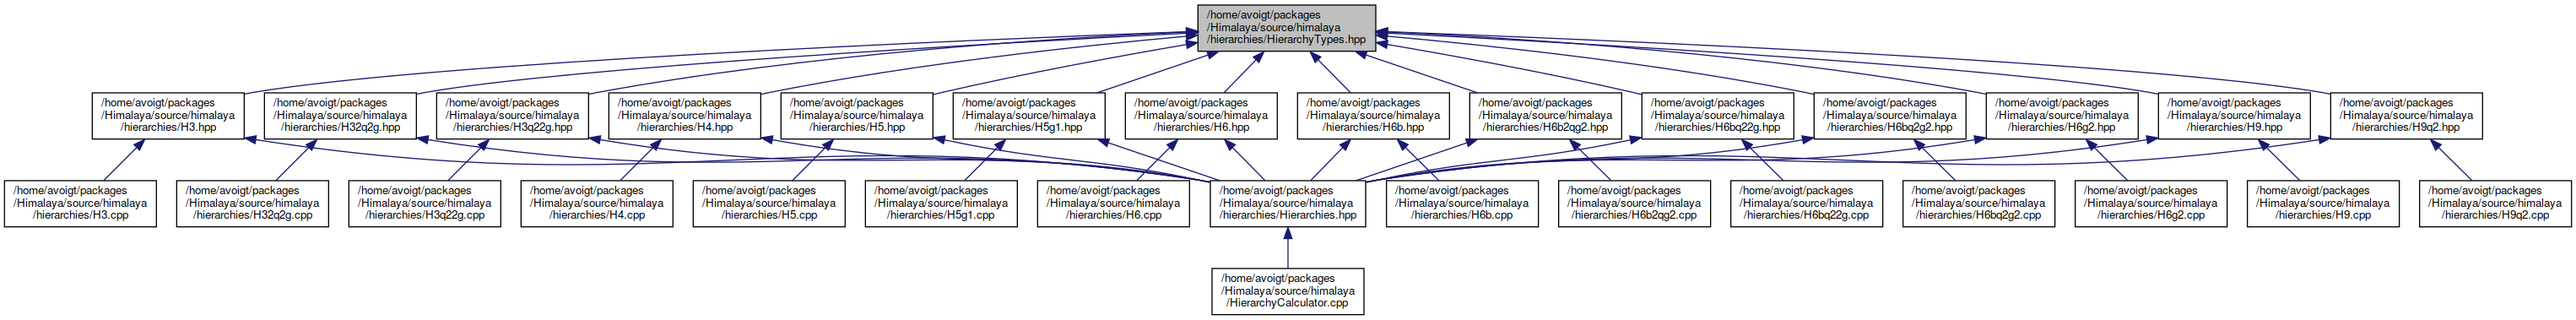 /home/avoigt/packages
/Himalaya/source/himalaya
/hierarchies/HierarchyTypes.hpp
/home/avoigt/packages
/Himalaya/source/himalaya
/hierarchies/H3.hpp
/home/avoigt/packages
/Himalaya/source/himalaya
/hierarchies/H32q2g.hpp
/home/avoigt/packages
/Himalaya/source/himalaya
/hierarchies/H3q22g.hpp
/home/avoigt/packages
/Himalaya/source/himalaya
/hierarchies/H4.hpp
/home/avoigt/packages
/Himalaya/source/himalaya
/hierarchies/H5.hpp
/home/avoigt/packages
/Himalaya/source/himalaya
/hierarchies/H5g1.hpp
/home/avoigt/packages
/Himalaya/source/himalaya
/hierarchies/H6.hpp
/home/avoigt/packages
/Himalaya/source/himalaya
/hierarchies/H6b.hpp
/home/avoigt/packages
/Himalaya/source/himalaya
/hierarchies/H6b2qg2.hpp
/home/avoigt/packages
/Himalaya/source/himalaya
/hierarchies/H6bq22g.hpp
/home/avoigt/packages
/Himalaya/source/himalaya
/hierarchies/H6bq2g2.hpp
/home/avoigt/packages
/Himalaya/source/himalaya
/hierarchies/H6g2.hpp
/home/avoigt/packages
/Himalaya/source/himalaya
/hierarchies/H9.hpp
/home/avoigt/packages
/Himalaya/source/himalaya
/hierarchies/H9q2.hpp
/home/avoigt/packages
/Himalaya/source/himalaya
/hierarchies/H3.cpp
/home/avoigt/packages
/Himalaya/source/himalaya
/hierarchies/H32q2g.cpp
/home/avoigt/packages
/Himalaya/source/himalaya
/hierarchies/H3q22g.cpp
/home/avoigt/packages
/Himalaya/source/himalaya
/hierarchies/H4.cpp
/home/avoigt/packages
/Himalaya/source/himalaya
/hierarchies/H5.cpp
/home/avoigt/packages
/Himalaya/source/himalaya
/hierarchies/H5g1.cpp
/home/avoigt/packages
/Himalaya/source/himalaya
/hierarchies/H6.cpp
/home/avoigt/packages
/Himalaya/source/himalaya
/hierarchies/Hierarchies.hpp
/home/avoigt/packages
/Himalaya/source/himalaya
/hierarchies/H6b.cpp
/home/avoigt/packages
/Himalaya/source/himalaya
/hierarchies/H6b2qg2.cpp
/home/avoigt/packages
/Himalaya/source/himalaya
/hierarchies/H6bq22g.cpp
/home/avoigt/packages
/Himalaya/source/himalaya
/hierarchies/H6bq2g2.cpp
/home/avoigt/packages
/Himalaya/source/himalaya
/hierarchies/H6g2.cpp
/home/avoigt/packages
/Himalaya/source/himalaya
/hierarchies/H9.cpp
/home/avoigt/packages
/Himalaya/source/himalaya
/hierarchies/H9q2.cpp
/home/avoigt/packages
/Himalaya/source/himalaya
/HierarchyCalculator.cpp